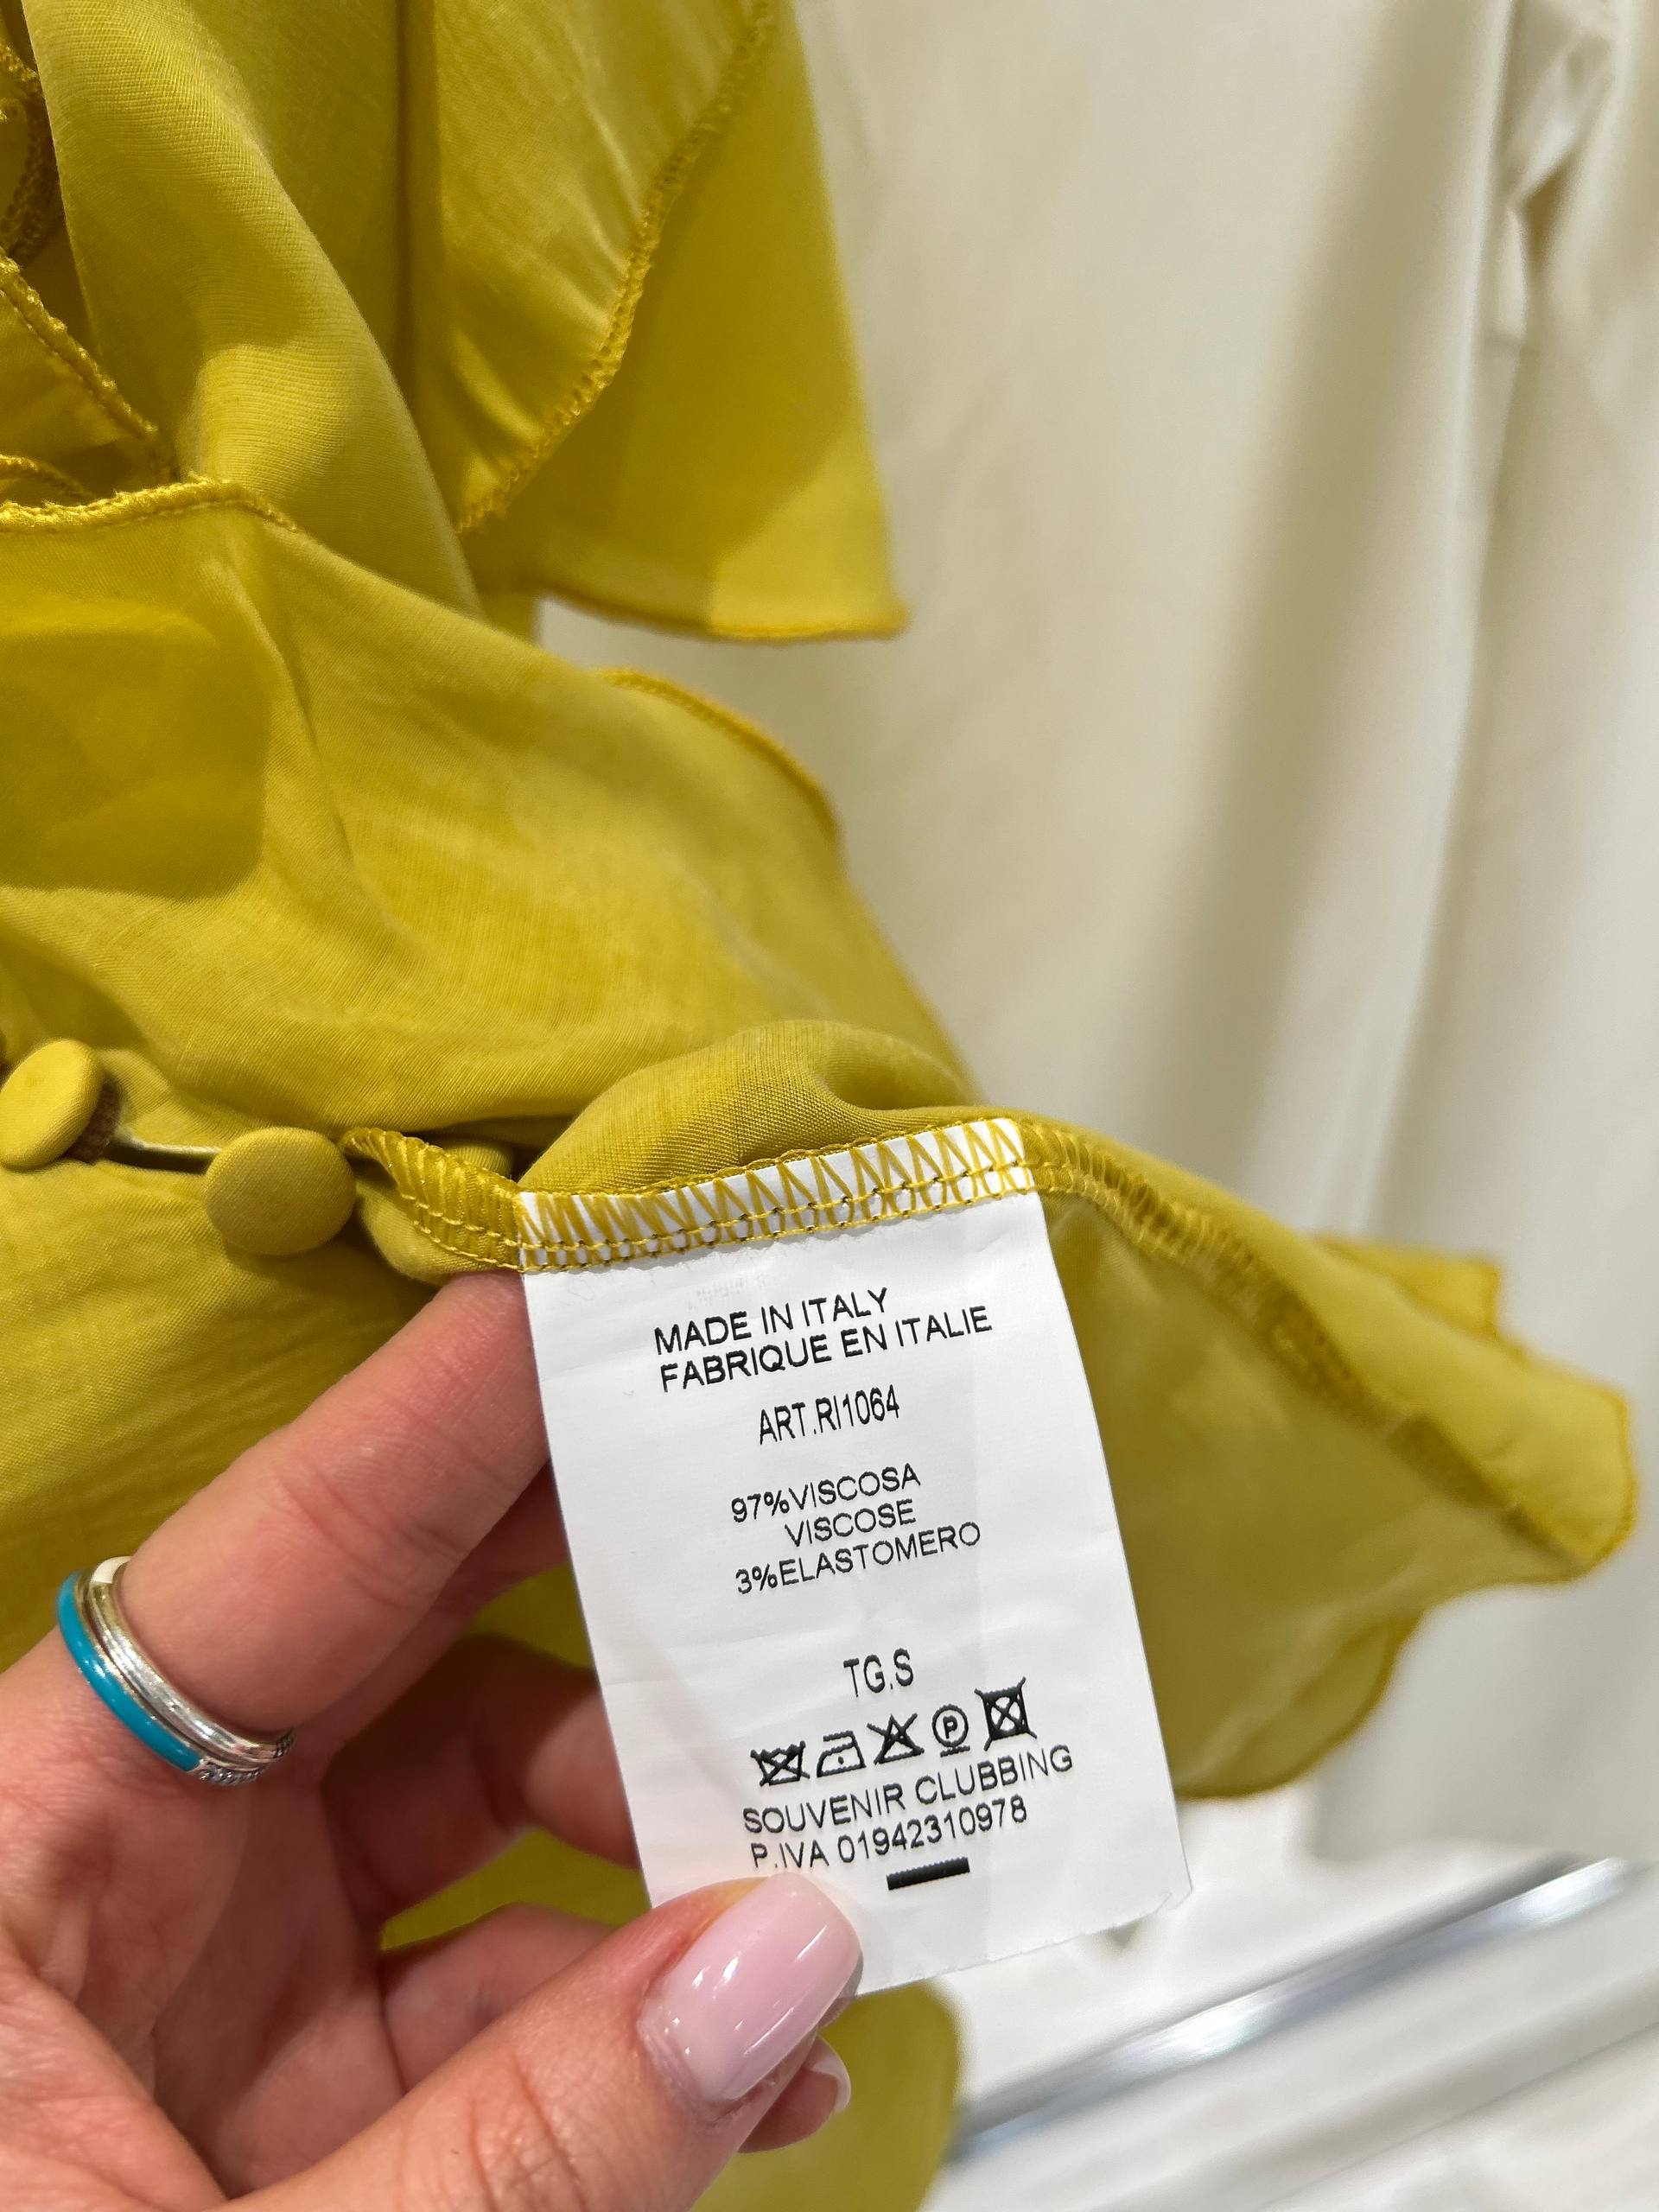 MADE IN ITALY
FABRIQUE EN ITALIE
ART.RI1064
97%VISCOSA
VISCOSE
3%ELASTOMERO
TG.S
P
SOUVENIR CLUBBING
P.IVA 01942310978